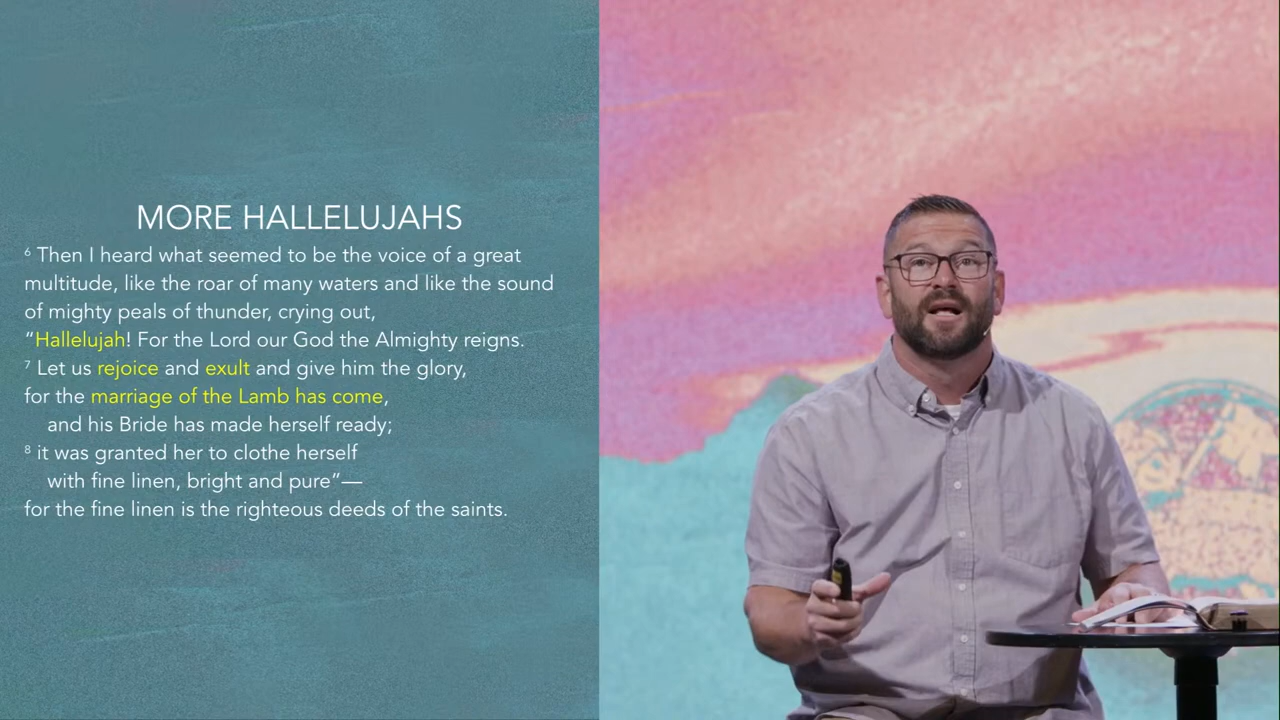 MORE HALLELUJAHS
⁶ Then I heard what seemed to be the voice of a great
multitude, like the roar of many waters and like the sound
of mighty peals of thunder, crying out,
“Hallelujah! For the Lord our God the Almighty reigns.
⁷ Let us rejoice and exult and give him the glory,
for the marriage of the Lamb has come,
and his Bride has made herself ready;
⁸ it was granted her to clothe herself
with fine linen, bright and pure”—
for the fine linen is the righteous deeds of the saints.